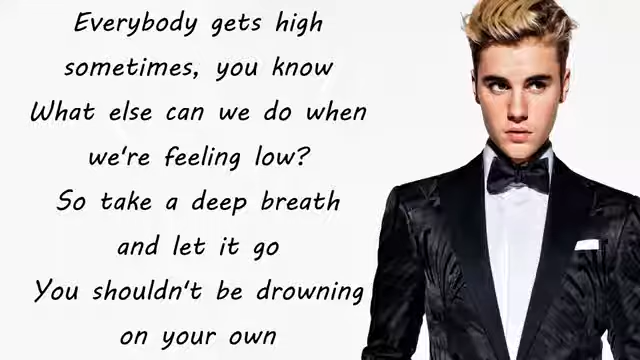 Everybody gets high
sometimes, you know
What else can we do when
we're feeling low?
So take a deep breath
and let it go
You shouldn't be drowning
on your own